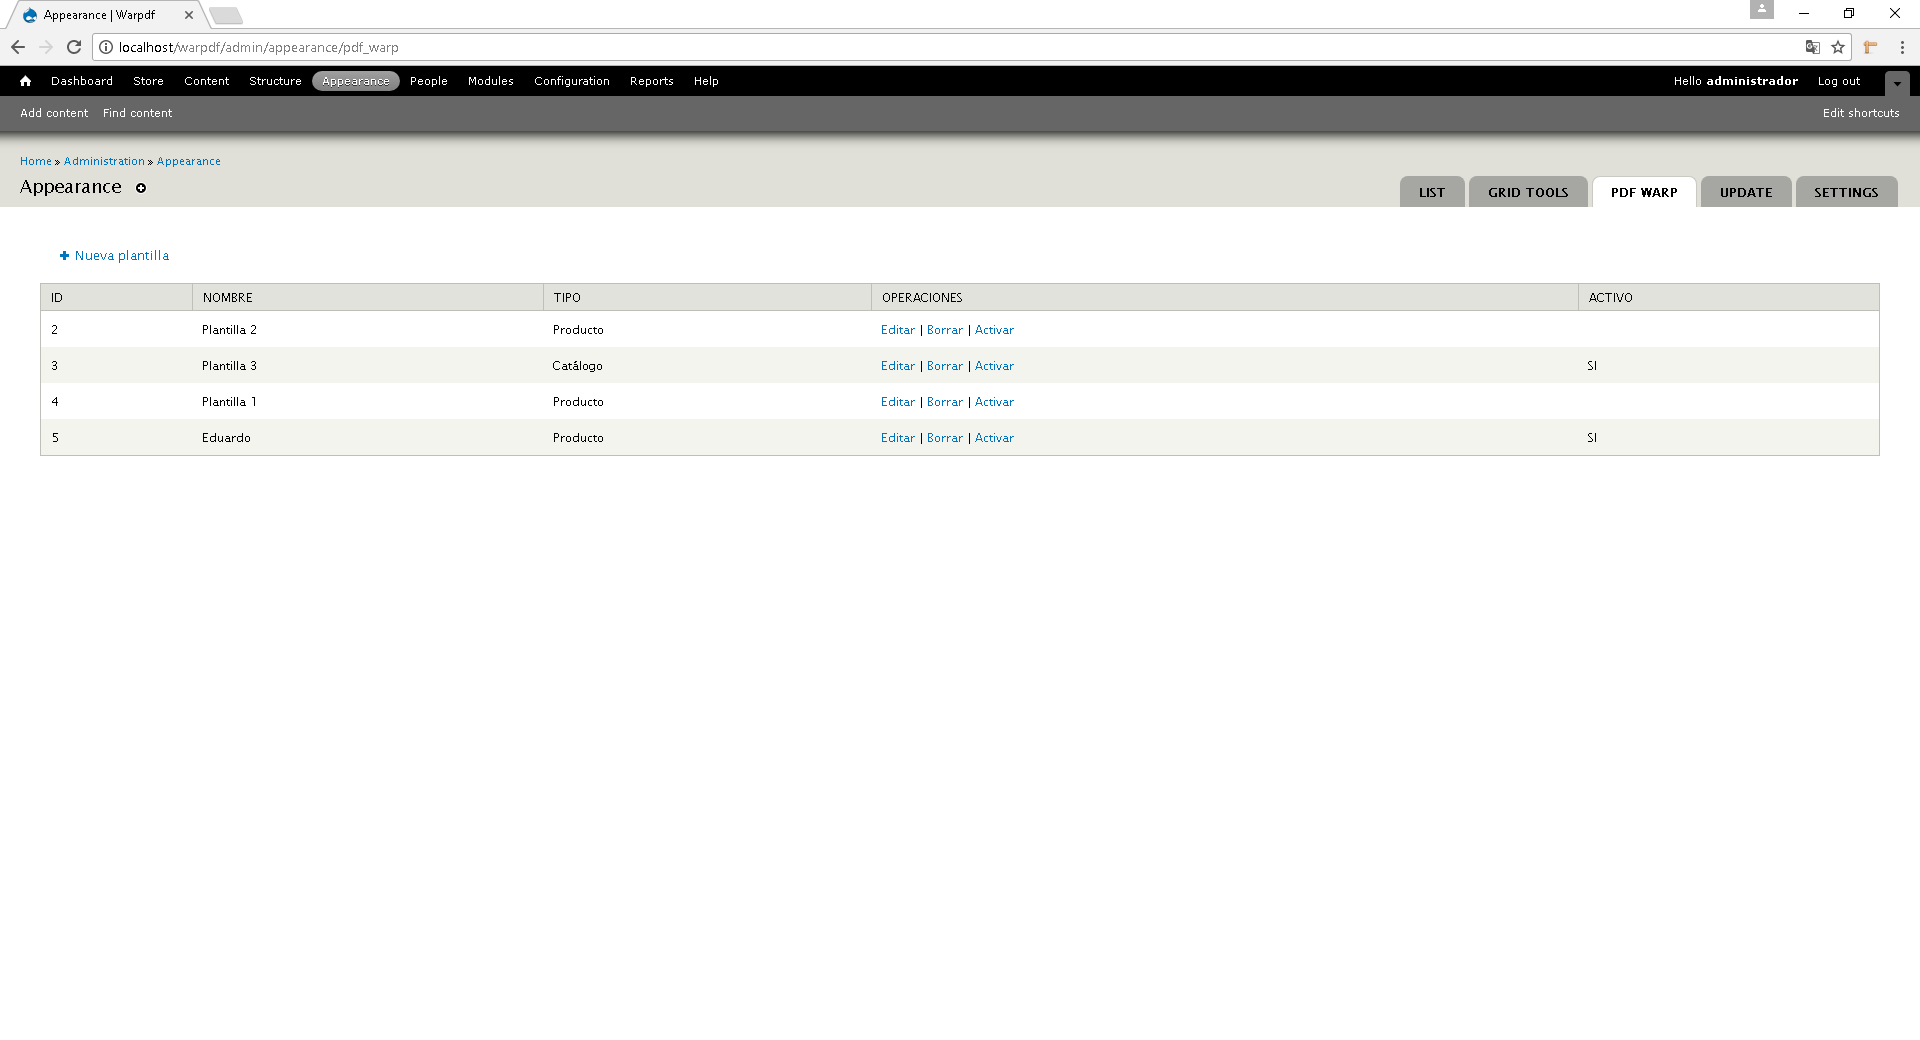 Appearance | Warpdf
localhost/warpdf/admin/appearance/pdf_warp
Dashboard Store Content Structure Appearance People Modules Configuration Reports Help Hello administrador Log out
Add content Find content Edit shortcuts
Home » Administration » Appearance
Appearance
LIST GRID TOOLS PDF WARP UPDATE SETTINGS
Nueva plantilla
ID NOMBRE TIPO OPERACIONES ACTIVO
2 Plantilla 2 Producto Editar | Borrar | Activar
3 Plantilla 3 Catálogo Editar | Borrar | Activar SI
4 Plantilla 1 Producto Editar | Borrar | Activar
5 Eduardo Producto Editar | Borrar | Activar SI